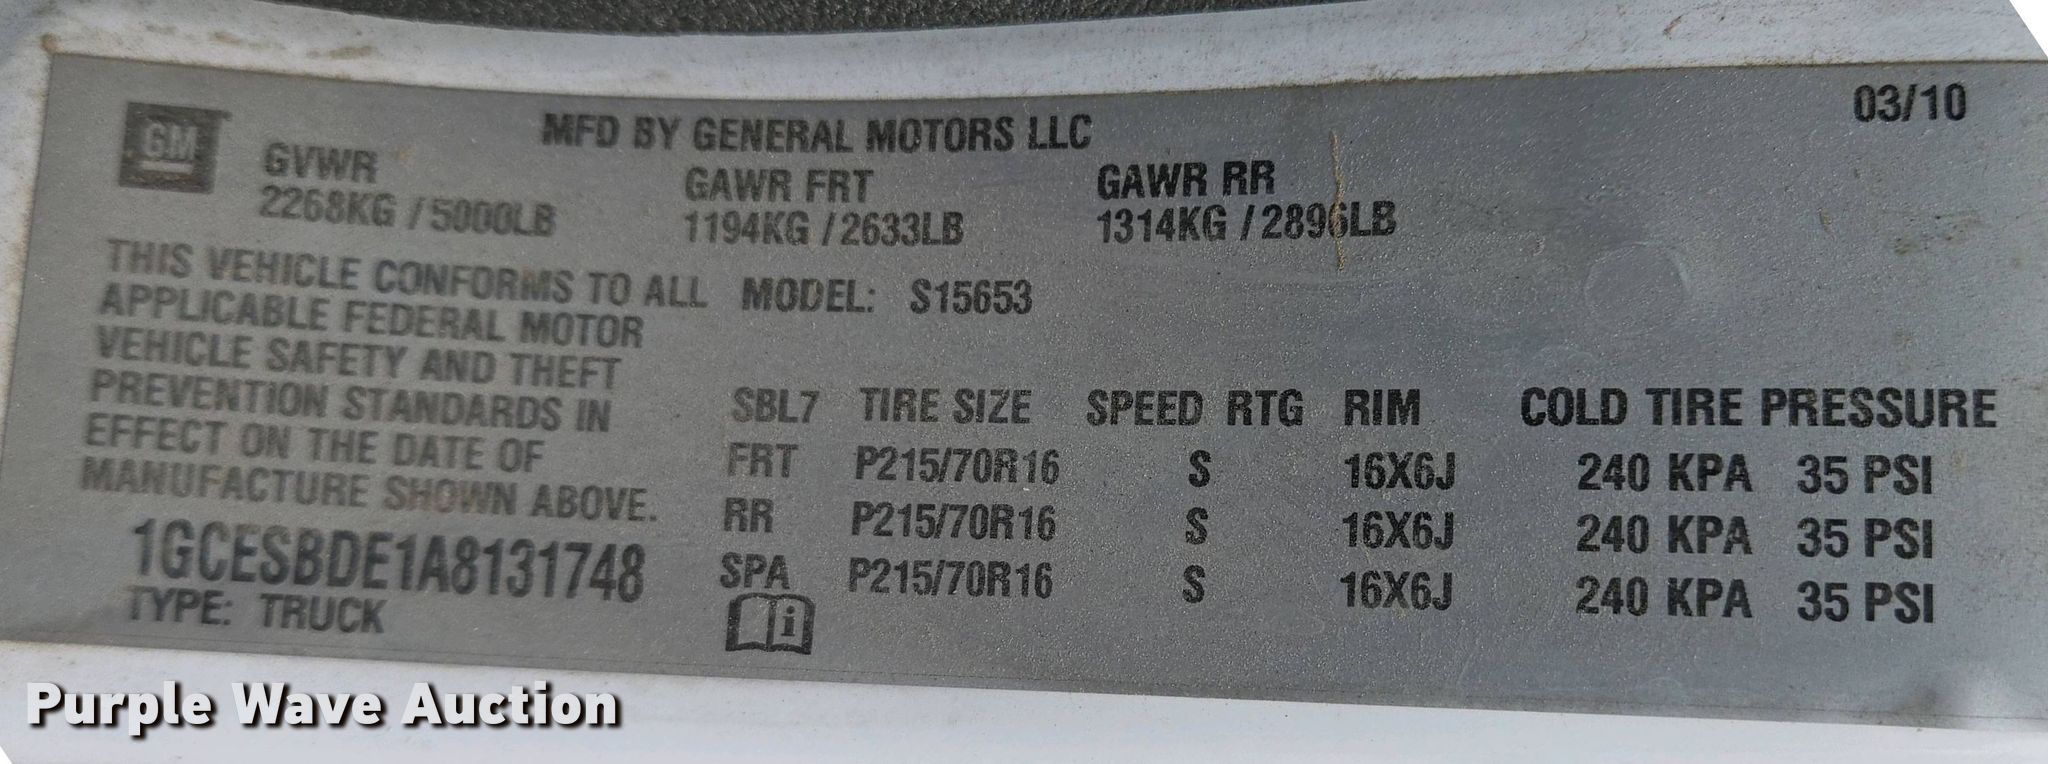 03/10
GM
MFD BY GENERAL MOTORS LLC
GVWR GAWR FRT GAWR RR
2268KG / 5000LB 1194KG / 2633LB 1314KG / 2896LB
THIS VEHICLE CONFORMS TO ALL
APPLICABLE FEDERAL MOTOR
VEHICLE SAFETY AND THEFT
PREVENTION STANDARDS IN
EFFECT ON THE DATE OF
MANUFACTURE SHOWN ABOVE.
1GCESBDE1A8131748
TYPE: TRUCK
MODEL: S15653
SBL7 TIRE SIZE SPEED RTG RIM COLD TIRE PRESSURE
FRT P215/70R16 S 16X6J 240 KPA 35 PSI
RR P215/70R16 S 16X6J 240 KPA 35 PSI
SPA P215/70R16 S 16X6J 240 KPA 35 PSI
i
Purple Wave Auction